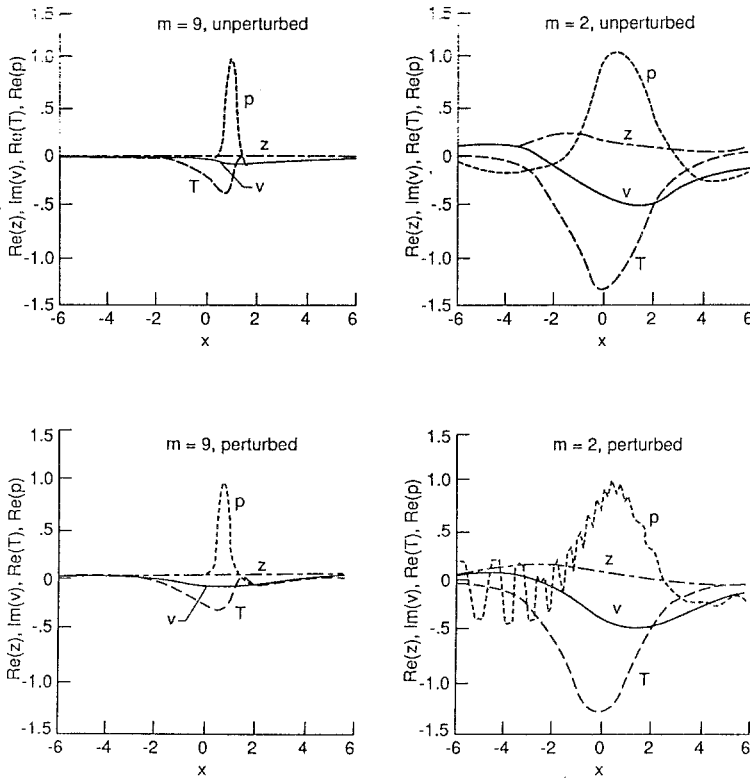 m = 9, unperturbed
1.5
1.0
.5
0
-.5
-1.0
-1.5
Re(z), Im(v), Re(T), Re(p)
p
z
T
v
-6
-4
-2
0
2
4
6
x
m = 2, unperturbed
1.5
1.0
.5
0
-.5
-1.0
-1.5
Re(z), Im(v), Re(T), Re(p)
p
z
v
T
-6
-4
-2
0
2
4
6
x
m = 9, perturbed
1.5
1.0
.5
0
-.5
-1.0
-1.5
Re(z), Im(v), Re(T), Re(p)
p
z
v
T
-6
-4
-2
0
2
4
6
x
m = 2, perturbed
1.5
1.0
.5
0
-.5
-1.0
-1.5
Re(z), Im(v), Re(T), Re(p)
p
z
v
T
-6
-4
-2
0
2
4
6
x